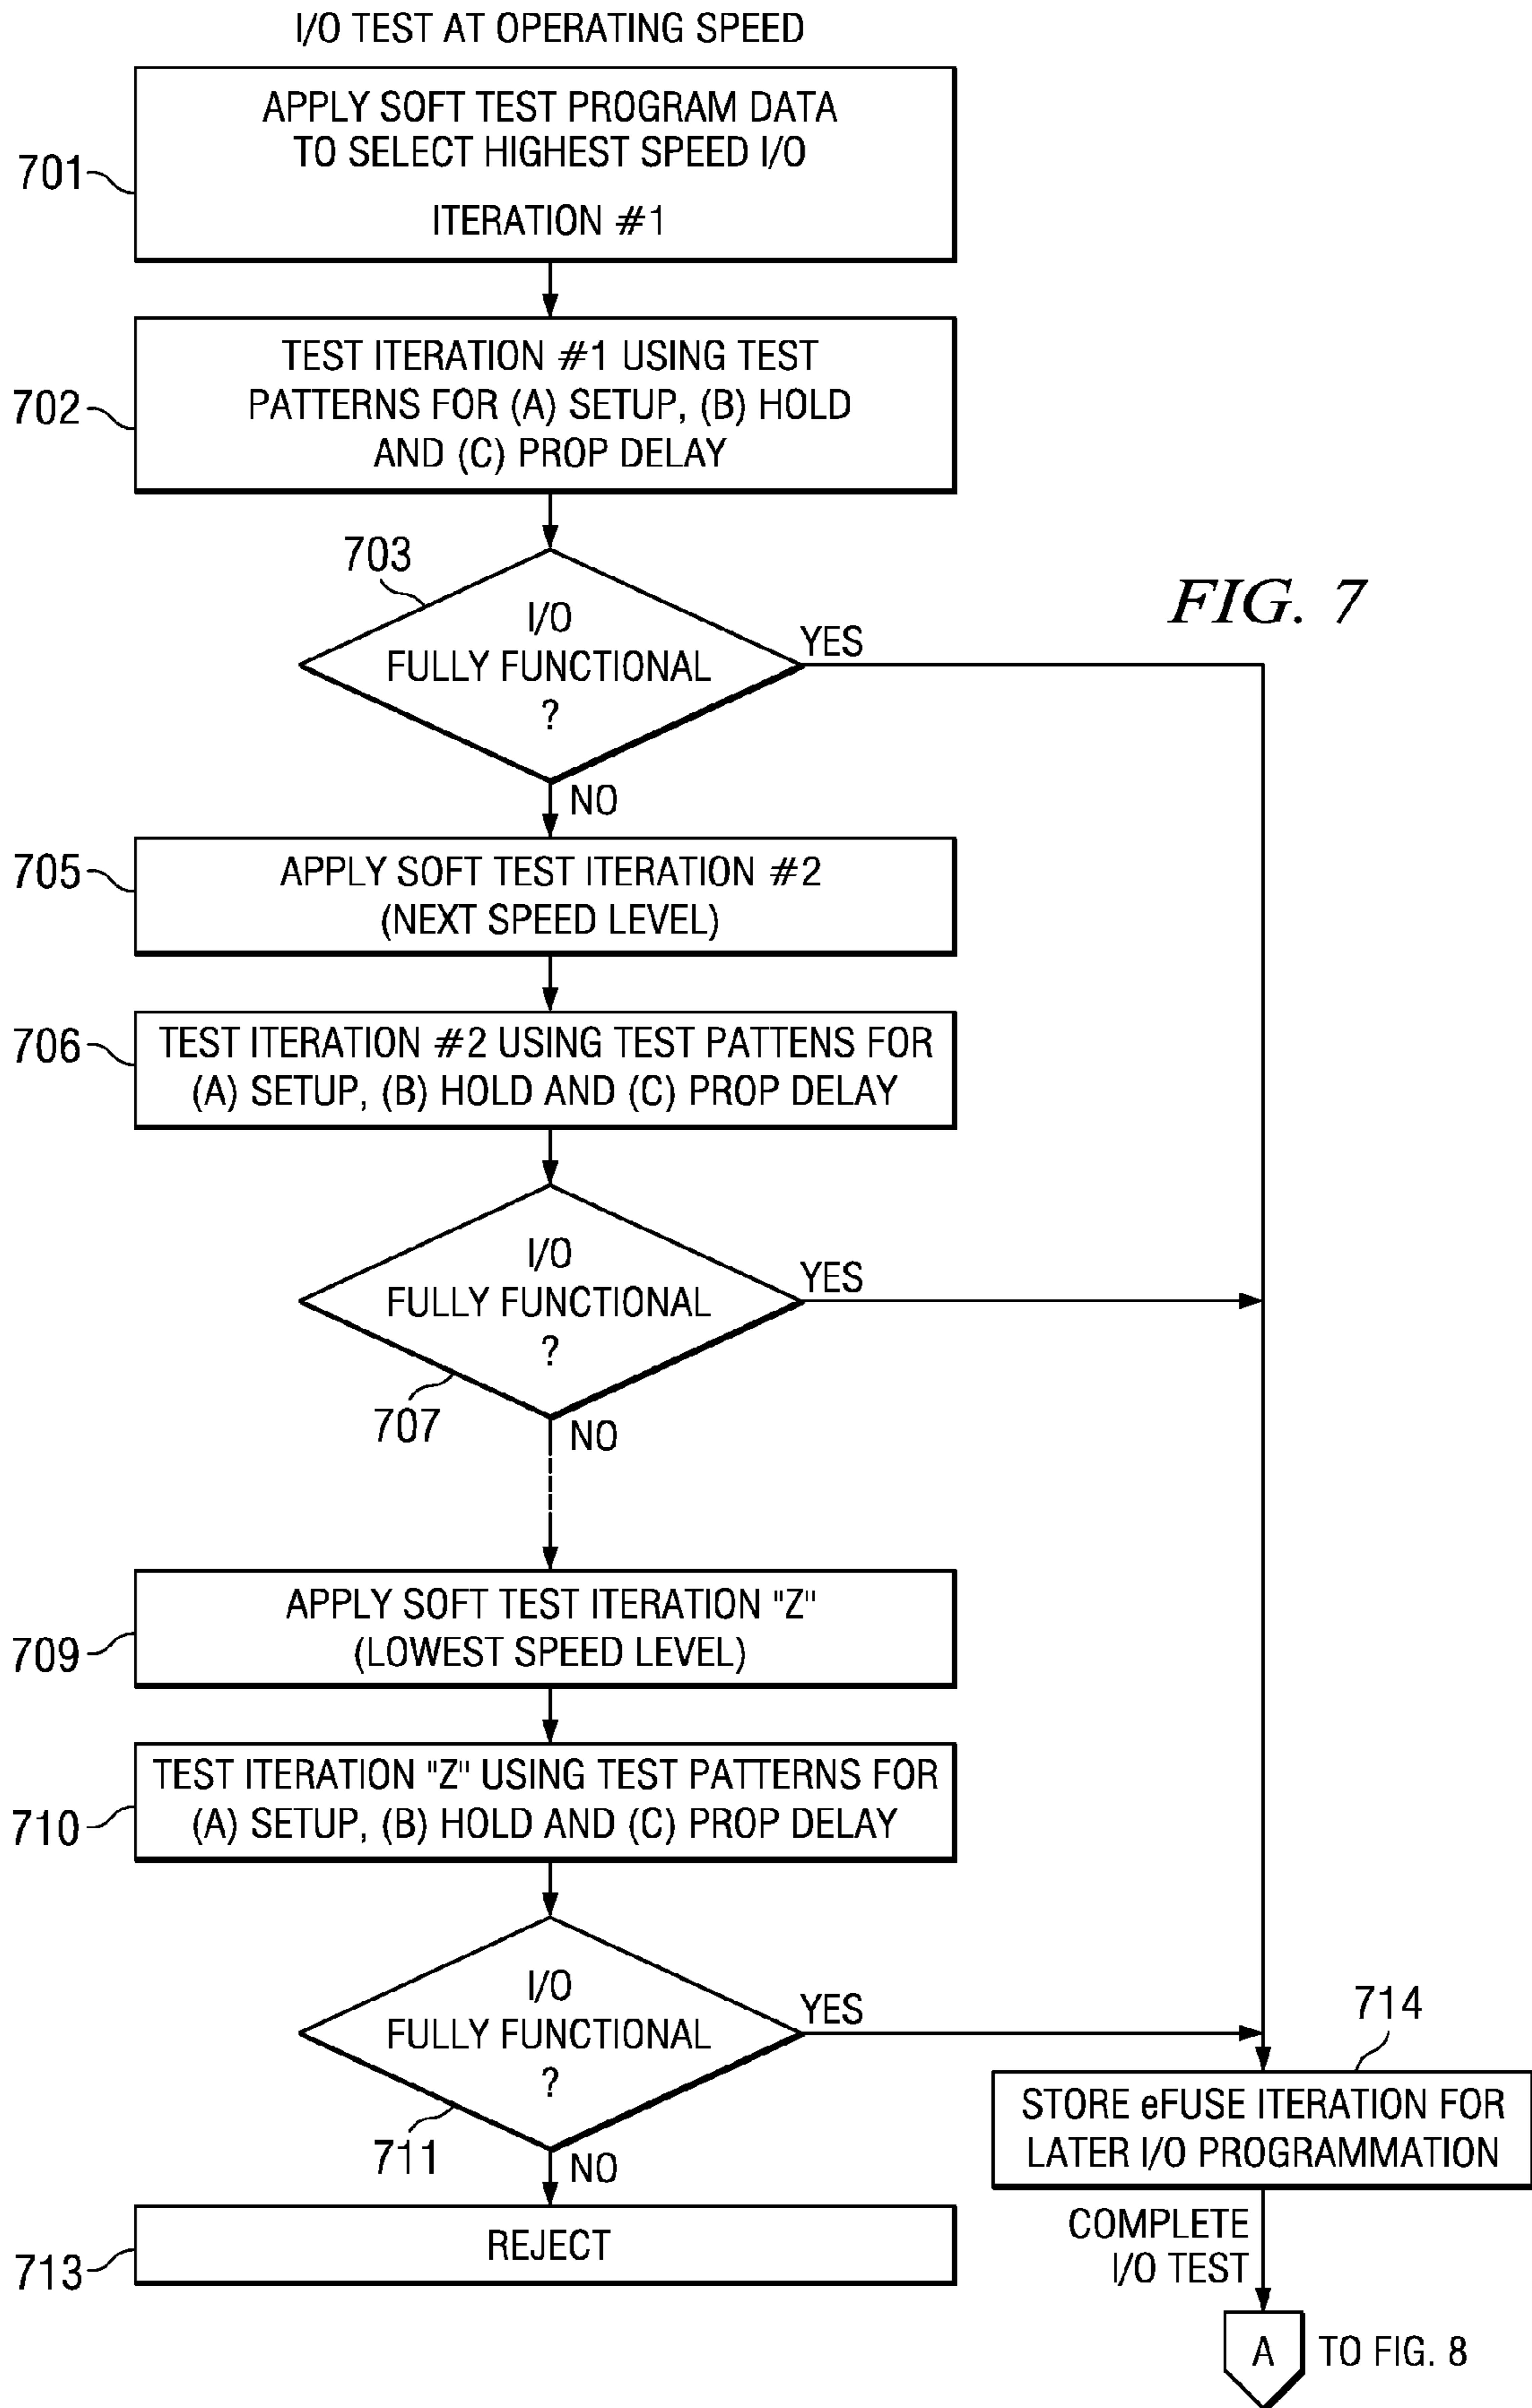 I/O TEST AT OPERATING SPEED
701
APPLY SOFT TEST PROGRAM DATA
TO SELECT HIGHEST SPEED I/O
ITERATION #1
702
TEST ITERATION #1 USING TEST
PATTERNS FOR (A) SETUP, (B) HOLD
AND (C) PROP DELAY
703
I/O
FULLY FUNCTIONAL
?
YES
NO
FIG. 7
705
APPLY SOFT TEST ITERATION #2
(NEXT SPEED LEVEL)
706
TEST ITERATION #2 USING TEST PATTENS FOR
(A) SETUP, (B) HOLD AND (C) PROP DELAY
I/O
FULLY FUNCTIONAL
?
YES
707
NO
709
APPLY SOFT TEST ITERATION "Z"
(LOWEST SPEED LEVEL)
710
TEST ITERATION "Z" USING TEST PATTERNS FOR
(A) SETUP, (B) HOLD AND (C) PROP DELAY
I/O
FULLY FUNCTIONAL
?
YES
711
NO
713
REJECT
714
STORE eFUSE ITERATION FOR
LATER I/O PROGRAMMATION
COMPLETE
I/O TEST
A
TO FIG. 8